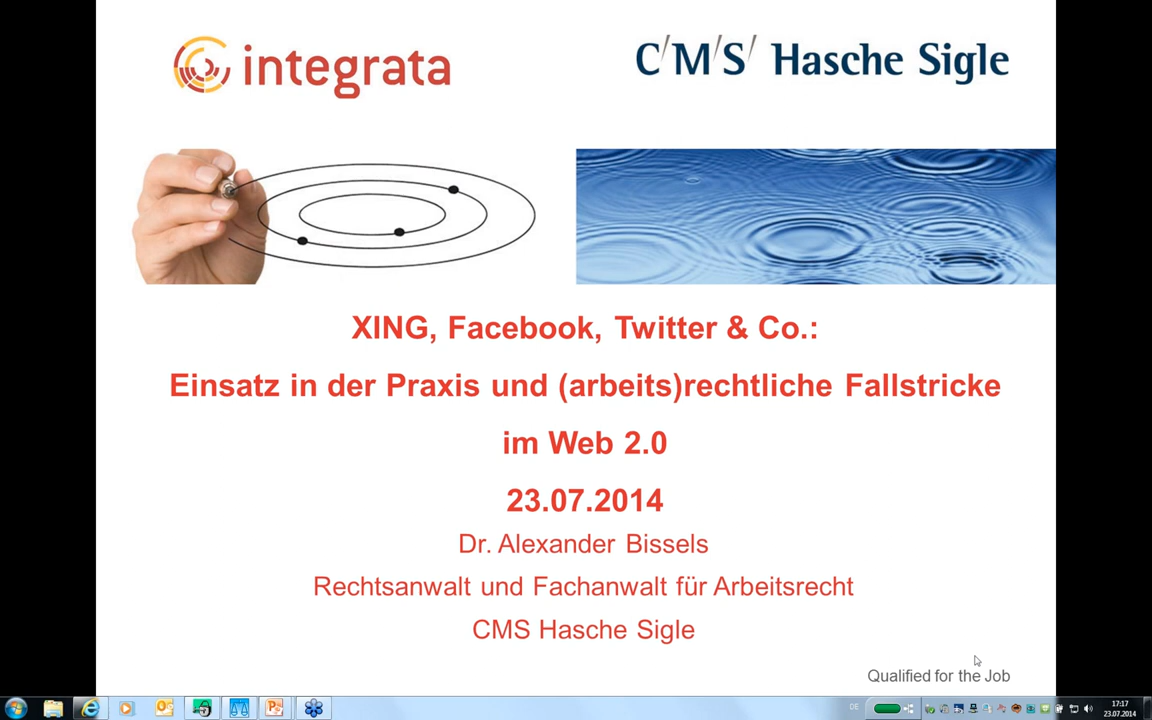 integrata
C'M'S' Hasche Sigle
XING, Facebook, Twitter & Co.:
Einsatz in der Praxis und (arbeits)rechtliche Fallstricke
im Web 2.0
23.07.2014
Dr. Alexander Bissels
Rechtsanwalt und Fachanwalt für Arbeitsrecht
CMS Hasche Sigle
Qualified for the Job
DE
17:17
23.07.2014